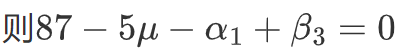 则87 − 5μ − α₁ + β₃ = 0